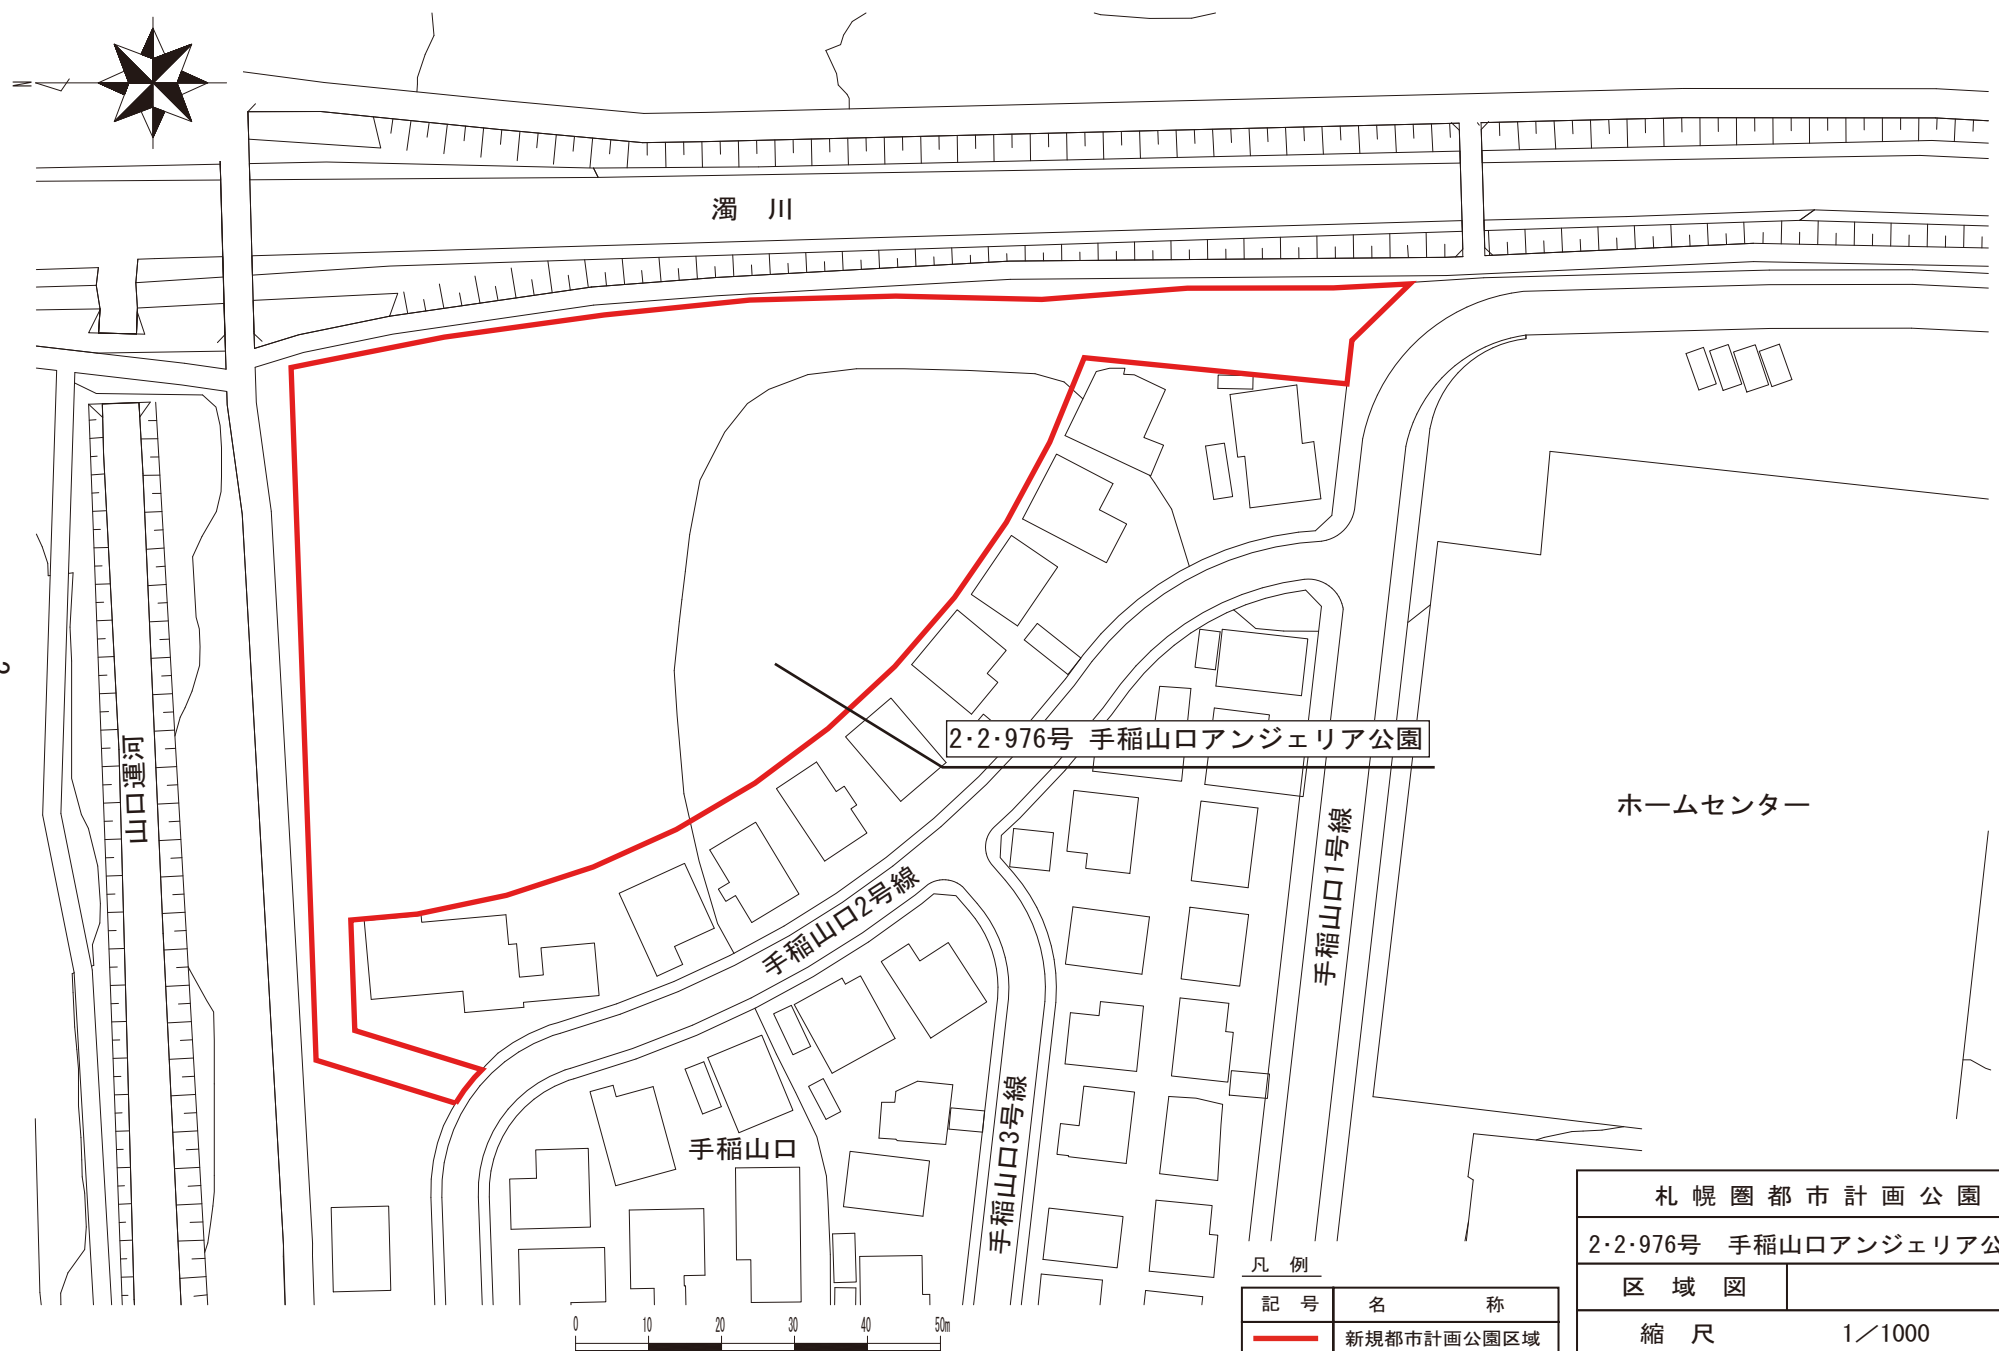 N
濁川
2・2・976号 手稲山口アンジェリア公園
山口運河
ホームセンター
手稲山口1号線
手稲山口2号線
手稲山口3号線
手稲山口
凡例
記号 名称
新規都市計画公園区域
0 10 20 30 40 50m
札幌圏都市計画公園
2・2・976号 手稲山口アンジェリア公
区域図
縮尺 1／1000